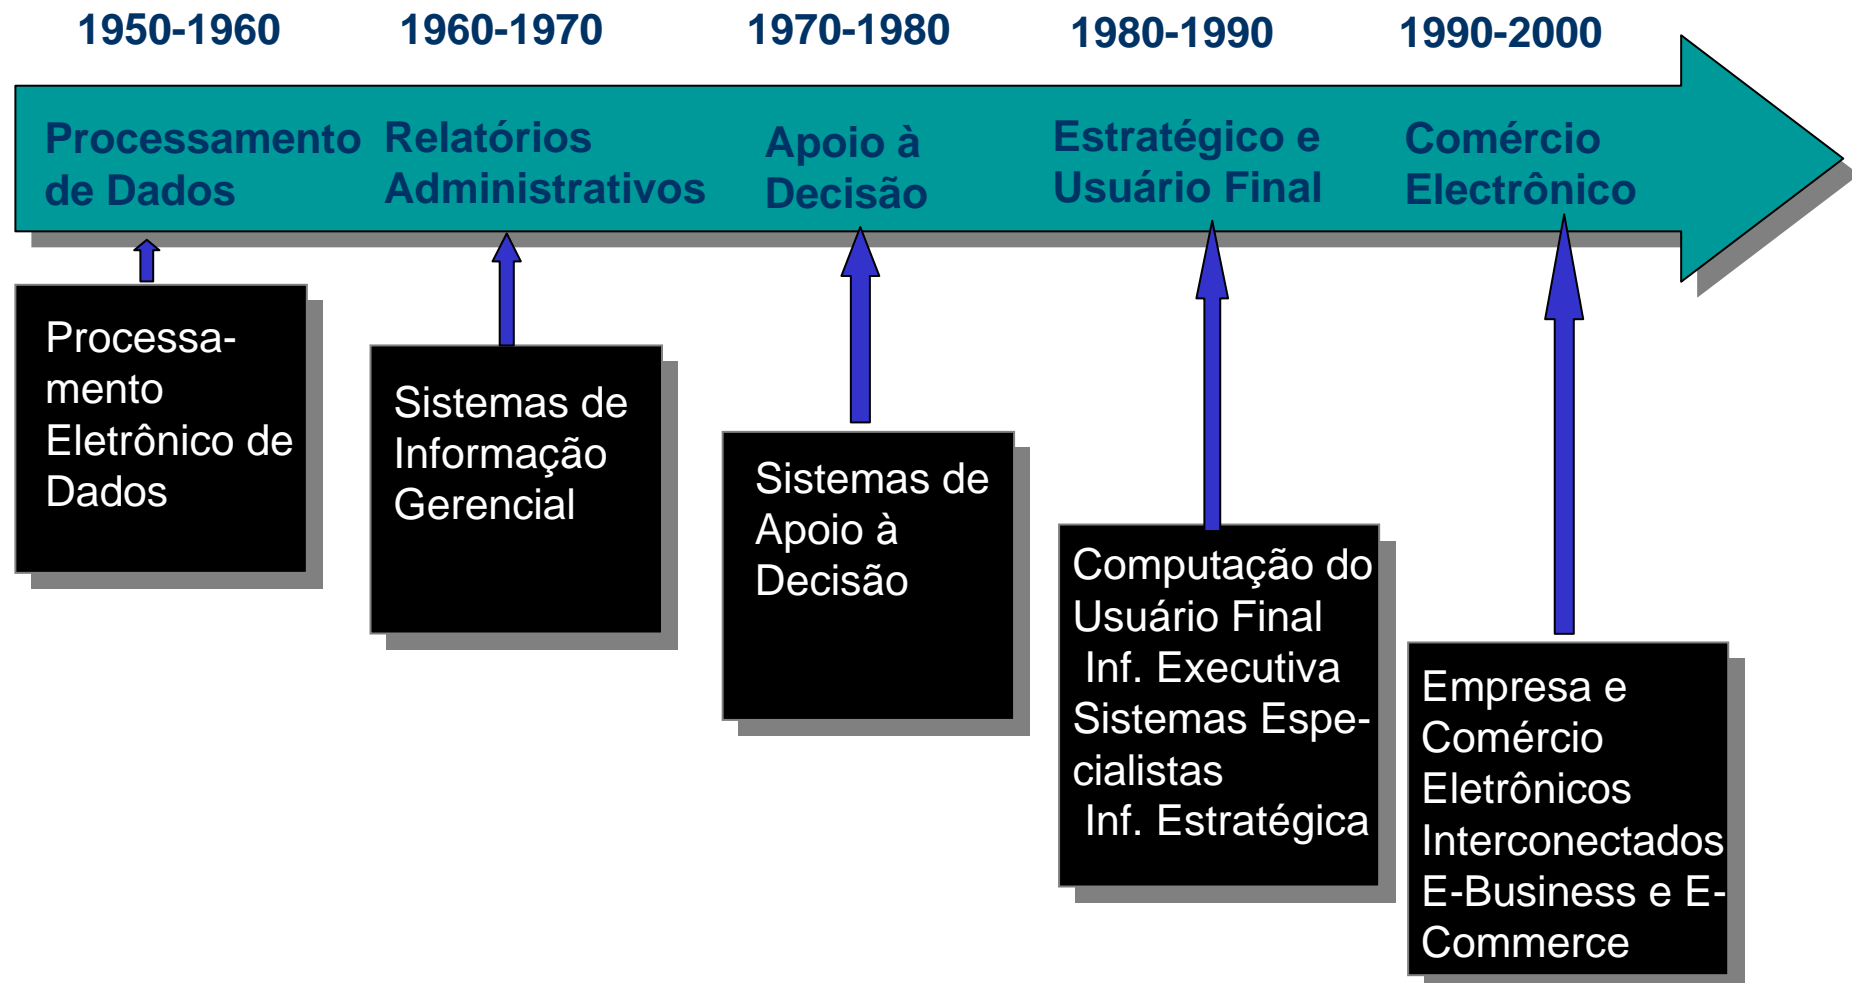 1950-1960
1960-1970
1970-1980
1980-1990
1990-2000
Processamento
de Dados
Relatórios
Administrativos
Apoio à
Decisão
Estratégico e
Usuário Final
Comércio
Electrônico
Processa-
mento
Eletrônico de
Dados
Sistemas de
Informação
Gerencial
Sistemas de
Apoio à
Decisão
Computação do
Usuário Final
Inf. Executiva
Sistemas Espe-
cialistas
Inf. Estratégica
Empresa e
Comércio
Eletrônicos
Interconectados
E-Business e E-
Commerce